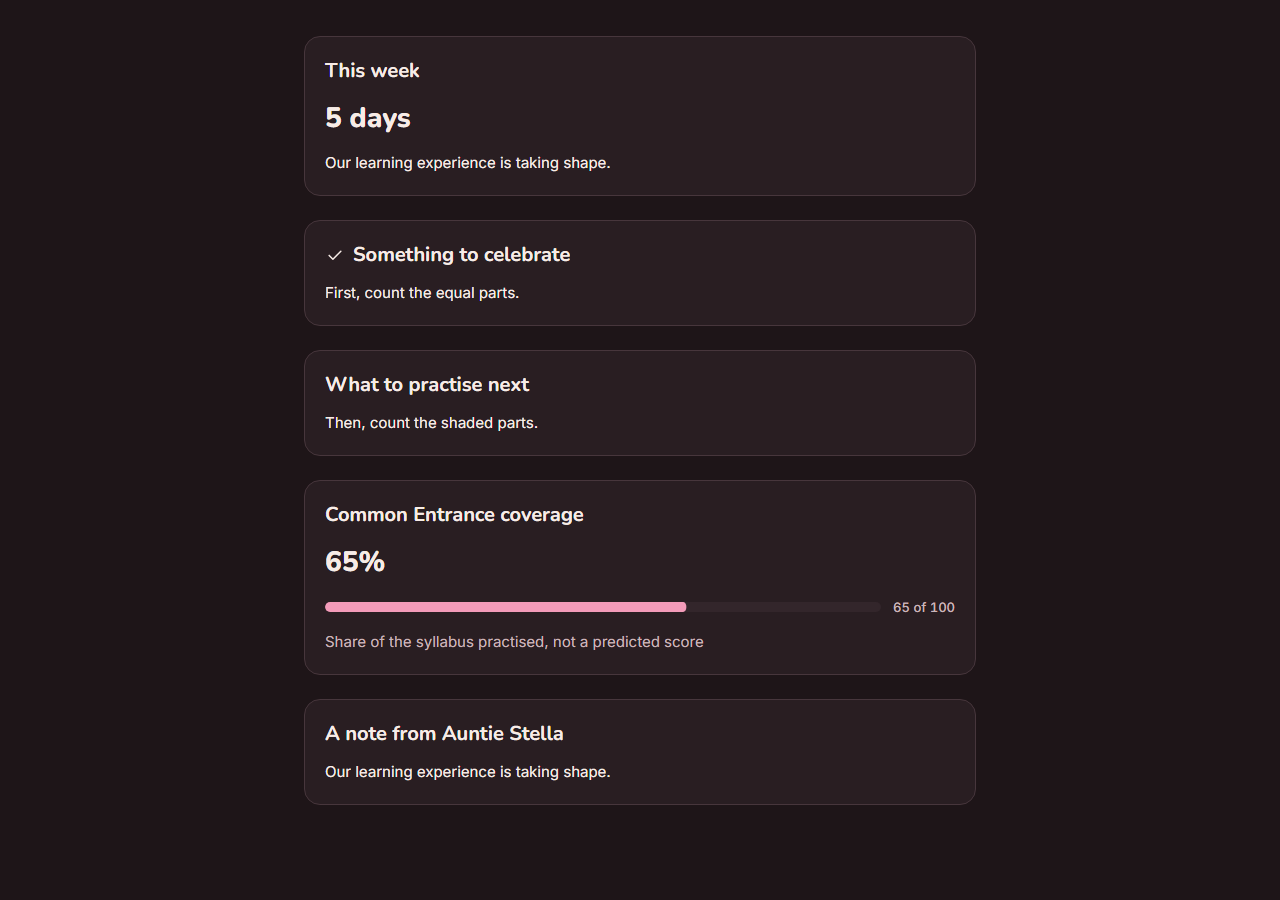 This week
5 days
Our learning experience is taking shape.
Something to celebrate
First, count the equal parts.
What to practise next
Then, count the shaded parts.
Common Entrance coverage
65%
65 of 100
Share of the syllabus practised, not a predicted score
A note from Auntie Stella
Our learning experience is taking shape.